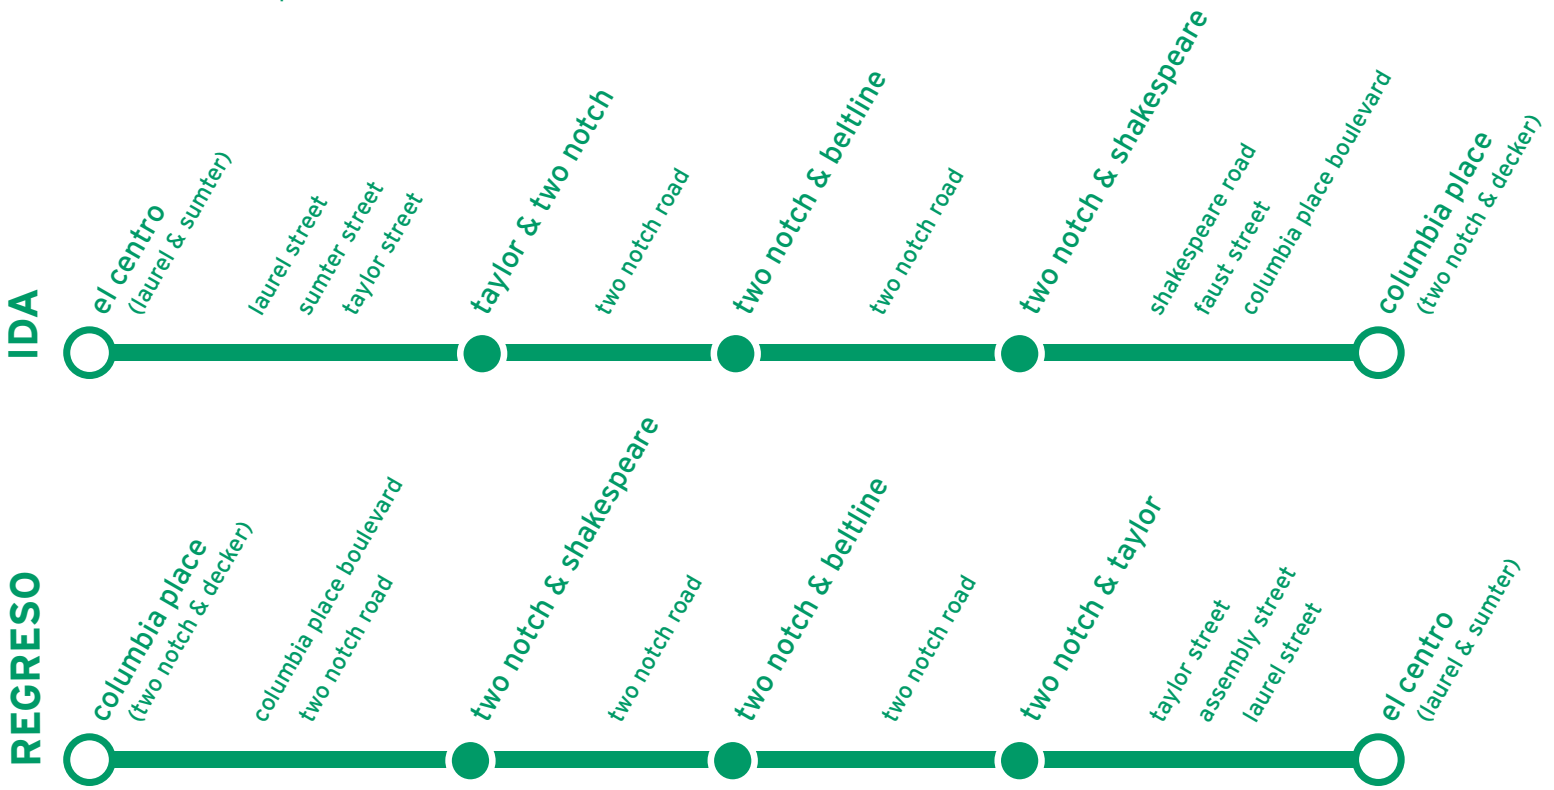 IDA
el centro
(laurel & sumter)
laurel street
sumter street
taylor street
taylor & two notch
two notch road
two notch & beltline
two notch road
two notch & shakespeare
shakespeare road
faust street
columbia place boulevard
columbia place
(two notch & decker)
REGRESO
columbia place
(two notch & decker)
columbia place boulevard
two notch road
two notch & shakespeare
two notch road
two notch & beltline
two notch road
two notch & taylor
taylor street
assembly street
laurel street
el centro
(laurel & sumter)